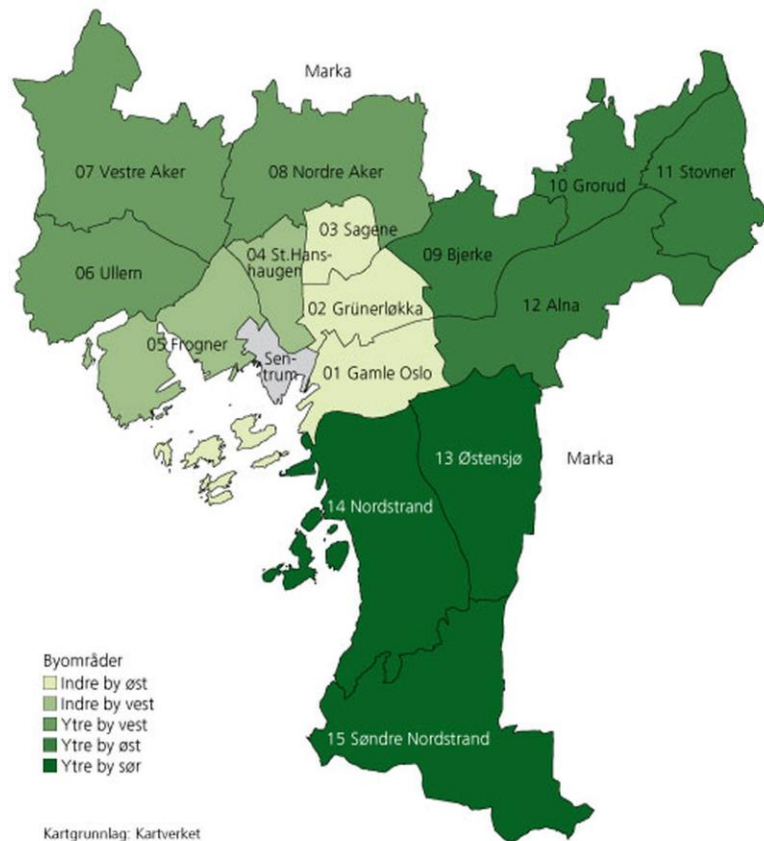 Marka
07 Vestre Aker
08 Nordre Aker
10 Grorud
11 Stovner
03 Sagene
04 St.Hans-
haugen
09 Bjerke
06 Ullern
02 Grünerløkka
12 Alna
05 Frogner
Sen-
trum
01 Gamle Oslo
13 Østensjø
Marka
14 Nordstrand
15 Søndre Nordstrand
Byområder
Indre by øst
Indre by vest
Ytre by vest
Ytre by øst
Ytre by sør
Kartgrunnlag: Kartverket